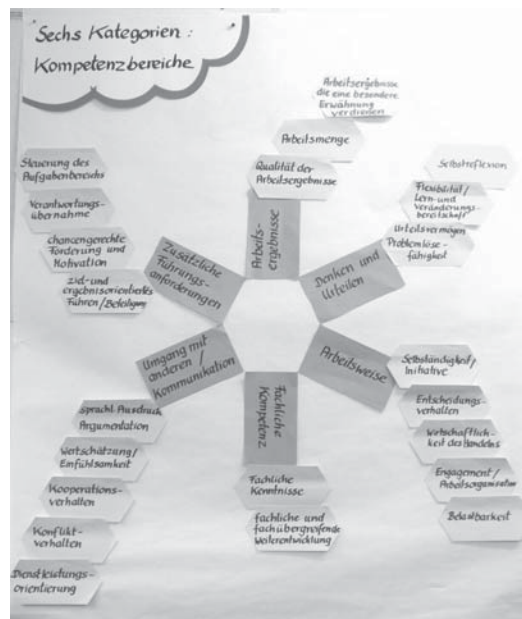 Sechs Kategorien:
Kompetenzbereiche
Arbeitsergebnisse
die eine besondere
Erwähnung
verdienen
Arbeitsmenge
Qualität der
Arbeitsergebnisse
Arbeits-
ergebnisse
Selbstreflexion
Flexibilität/
Lern- und
Veränderungs-
bereitschaft
Urteilsvermögen
Problemlöse-
fähigkeit
Denken und
Urteilen
Arbeitsweise
Selbständigkeit/
Initiative
Entscheidungs-
verhalten
Wirtschaftlich-
keit des Handelns
Engagement/
Arbeitsorganisation
Belastbarkeit
Fachliche
Kompetenz
Fachliche
Kenntnisse
fachliche und
fachübergreifende
Weiterentwicklung
Umgang mit
anderen /
Kommunikation
sprachl. Ausdruck
Argumentation
Wertschätzung/
Einfühlsamkeit
Kooperations-
verhalten
Konflikt-
verhalten
Dienstleistungs-
orientierung
Zusätzliche
Führungs-
anforderungen
Steuerung des
Aufgabenbereichs
Verantwortungs-
übernahme
chancengerechte
Förderung und
Motivation
ziel- und
ergebnisorientiertes
Führen/Beteiligung